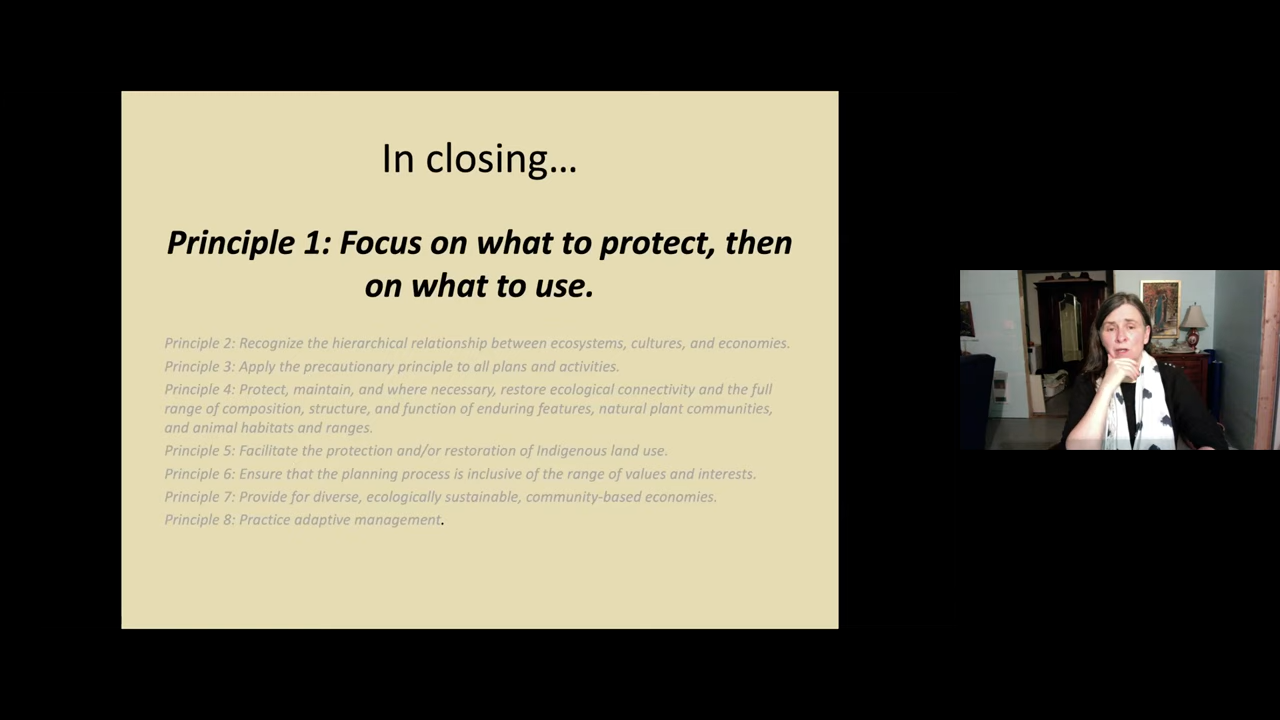 In closing...
Principle 1: Focus on what to protect, then
on what to use.
Principle 2: Recognize the hierarchical relationship between ecosystems, cultures, and economies.
Principle 3: Apply the precautionary principle to all plans and activities.
Principle 4: Protect, maintain, and where necessary, restore ecological connectivity and the full
range of composition, structure, and function of enduring features, natural plant communities,
and animal habitats and ranges.
Principle 5: Facilitate the protection and/or restoration of Indigenous land use.
Principle 6: Ensure that the planning process is inclusive of the range of values and interests.
Principle 7: Provide for diverse, ecologically sustainable, community-based economies.
Principle 8: Practice adaptive management.